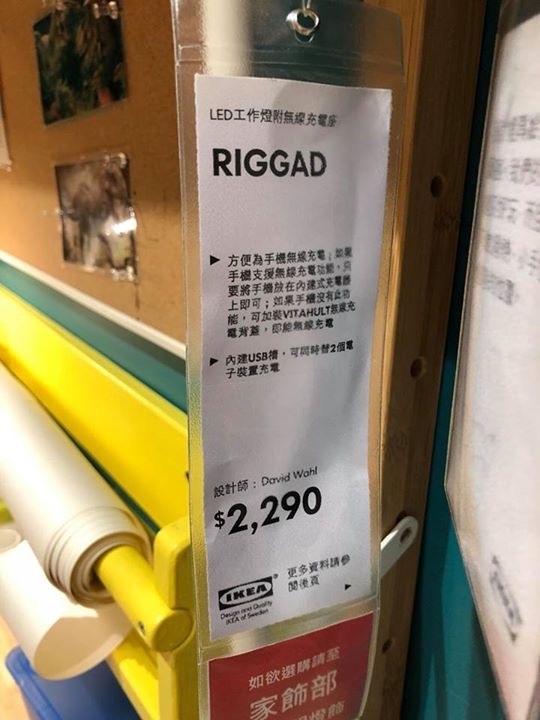 LED工作燈附無線充電座
RIGGAD
▶ 方便為手機無線充電；如果
手機支援無線充電功能，只
要將手機放在內建式充電器
上即可；如果手機沒有此功
能，可加裝VITAHULT無線充
電背蓋，即能無線充電
▶ 內建USB槽，可同時替2個電
子裝置充電
設計師：David Wahl
$2,290
IKEA®
Design and Quality
IKEA of Sweden
更多資料請參
閱後頁
▶
如欲選購請至
家飾部
燈飾